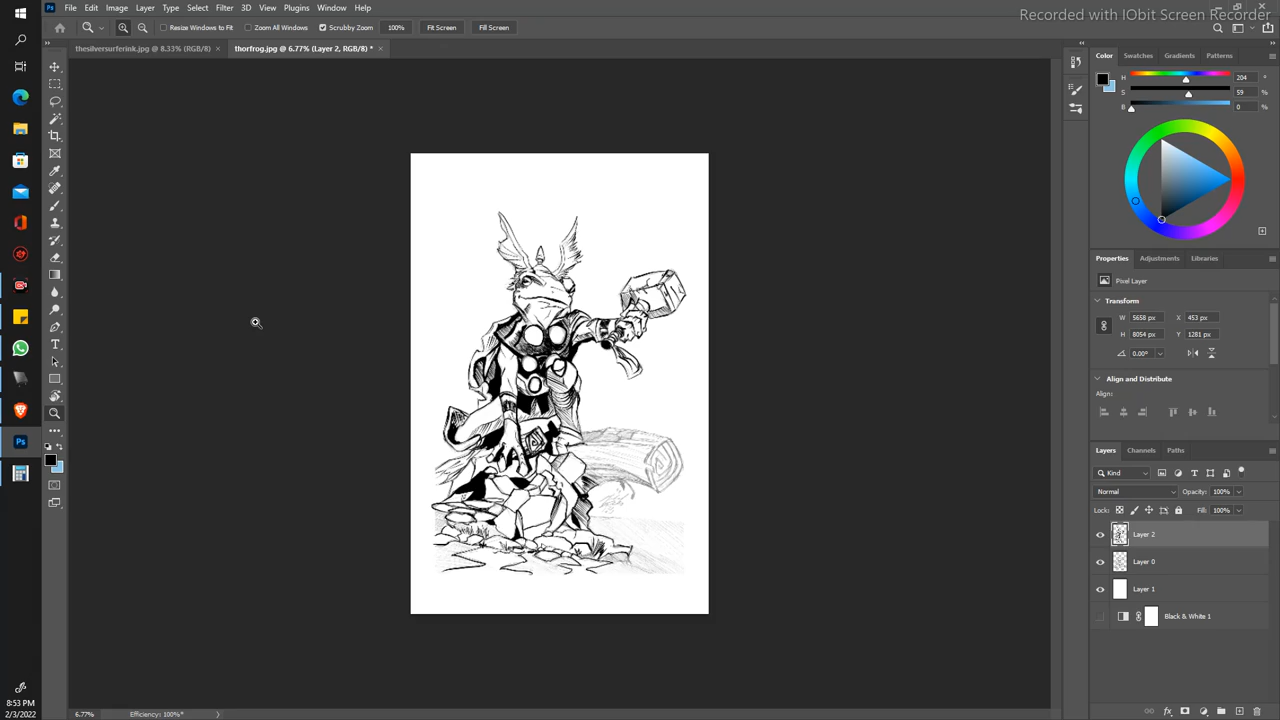 Ps File Edit Image Layer Type Select Filter 3D View Plugins Window Help
Recorded with IObit Screen Recorder
Resize Windows to Fit Zoom All Windows Scrubby Zoom 100% Fit Screen Fill Screen
thesilversurferink.jpg @ 8.33% (RGB/8) × thorfrog.jpg @ 6.77% (Layer 2, RGB/8) * ×
Color Swatches Gradients Patterns
H 204 °
S 59 %
B 0 %
Properties Adjustments Libraries
Pixel Layer
Transform
W 5658 px X 453 px
H 8054 px Y 1281 px
0.00°
Align and Distribute
Align:
Layers Channels Paths
Kind
Normal Opacity: 100%
Lock: Fill: 100%
Layer 2
Layer 0
Layer 1
Black & White 1
Ps
8:53 PM
2/3/2022
6.77% Efficiency: 100%*
fx